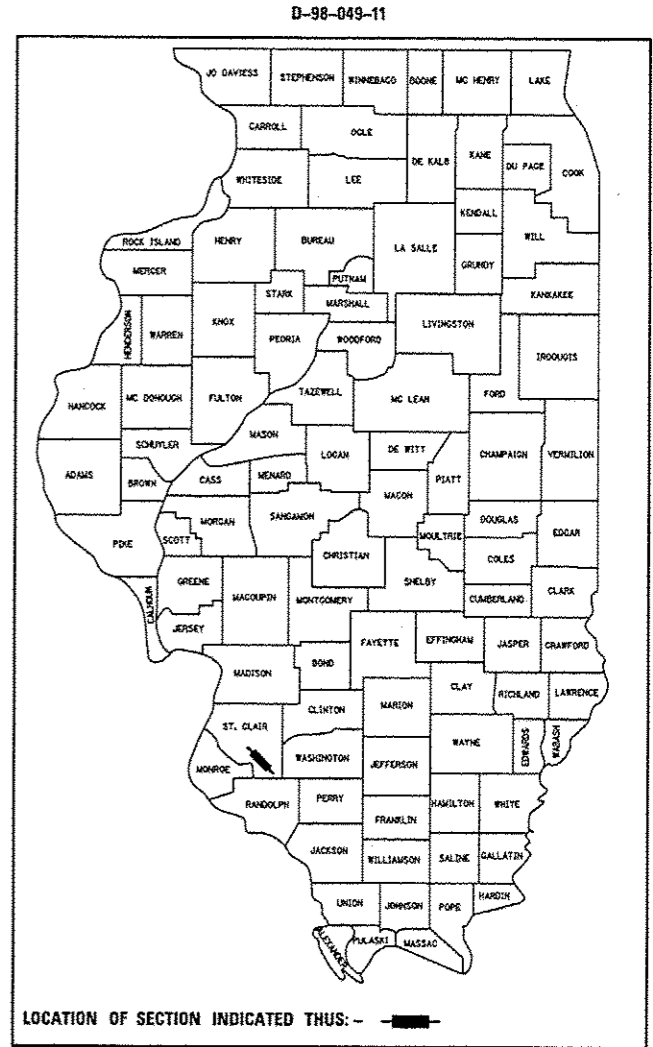 D-98-049-11
JO DAVIESS STEPHENSON WINNEBAGO BOONE MC HENRY LAKE
CARROLL OGLE DE KALB KANE DU PAGE COOK
WHITESIDE LEE
KENDALL WILL
ROCK ISLAND HENRY BUREAU LA SALLE GRUNDY
MERCER PUTNAM KANKAKEE
STARK MARSHALL LIVINGSTON
HENDERSON WARREN KNOX PEORIA WOODFORD IROQUOIS
HANCOCK MC DONOUGH FULTON TAZEWELL MC LEAN FORD
MASON
SCHUYLER LOGAN DE WITT CHAMPAIGN VERMILION
ADAMS BROWN CASS MENARD MACON PIATT
PIKE SCOTT MORGAN SANGAMON CHRISTIAN MOULTRIE DOUGLAS EDGAR
COLES
CALHOUN GREENE MACOUPIN MONTGOMERY SHELBY CUMBERLAND CLARK
JERSEY FAYETTE EFFINGHAM JASPER CRAWFORD
MADISON BOND
CLAY RICHLAND LAWRENCE
ST. CLAIR CLINTON MARION
WAYNE EDWARDS WABASH
MONROE WASHINGTON JEFFERSON
RANDOLPH PERRY HAMILTON WHITE
FRANKLIN
JACKSON WILLIAMSON SALINE GALLATIN
UNION JOHNSON POPE HARDIN
ALEXANDER PULASKI MASSAC
LOCATION OF SECTION INDICATED THUS: -